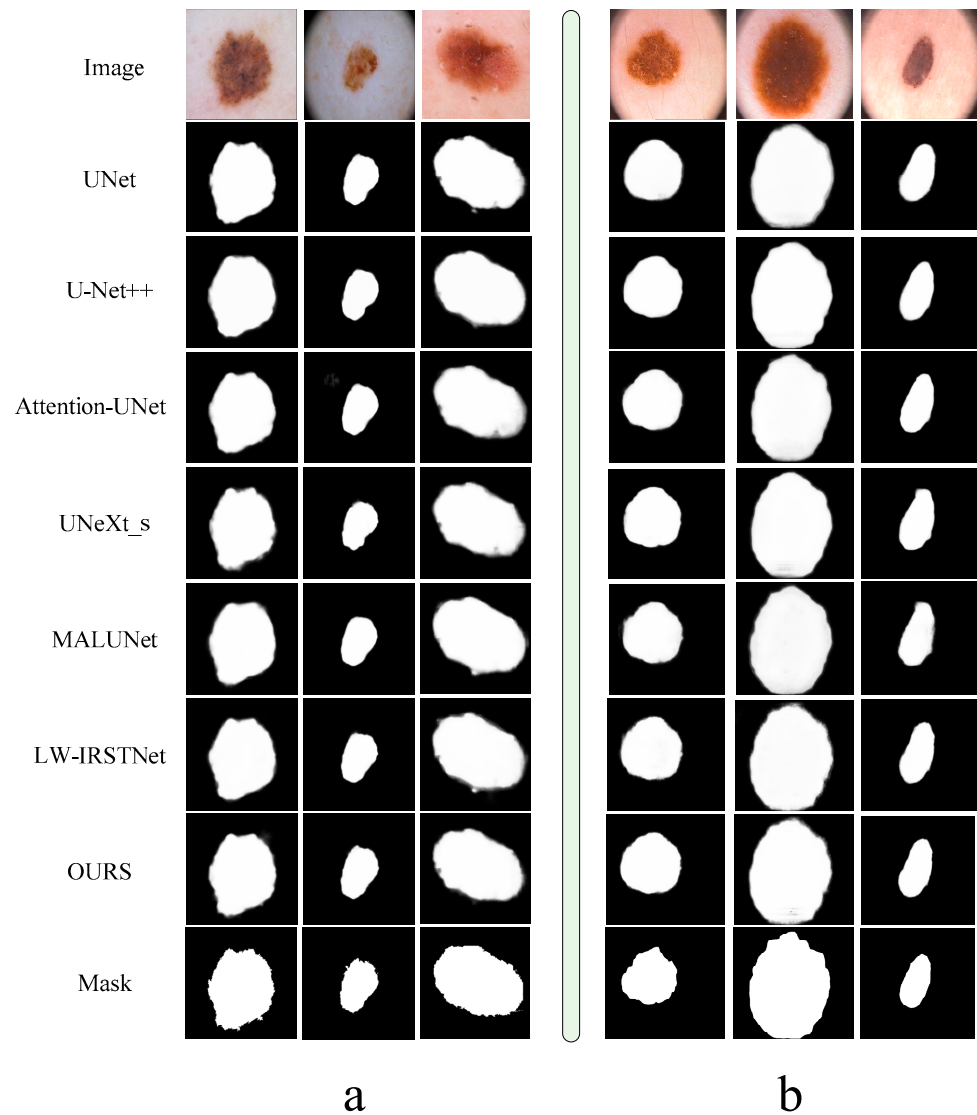 Image
UNet
U-Net++
Attention-UNet
UNeXt_s
MALUNet
LW-IRSTNet
OURS
Mask
a
b